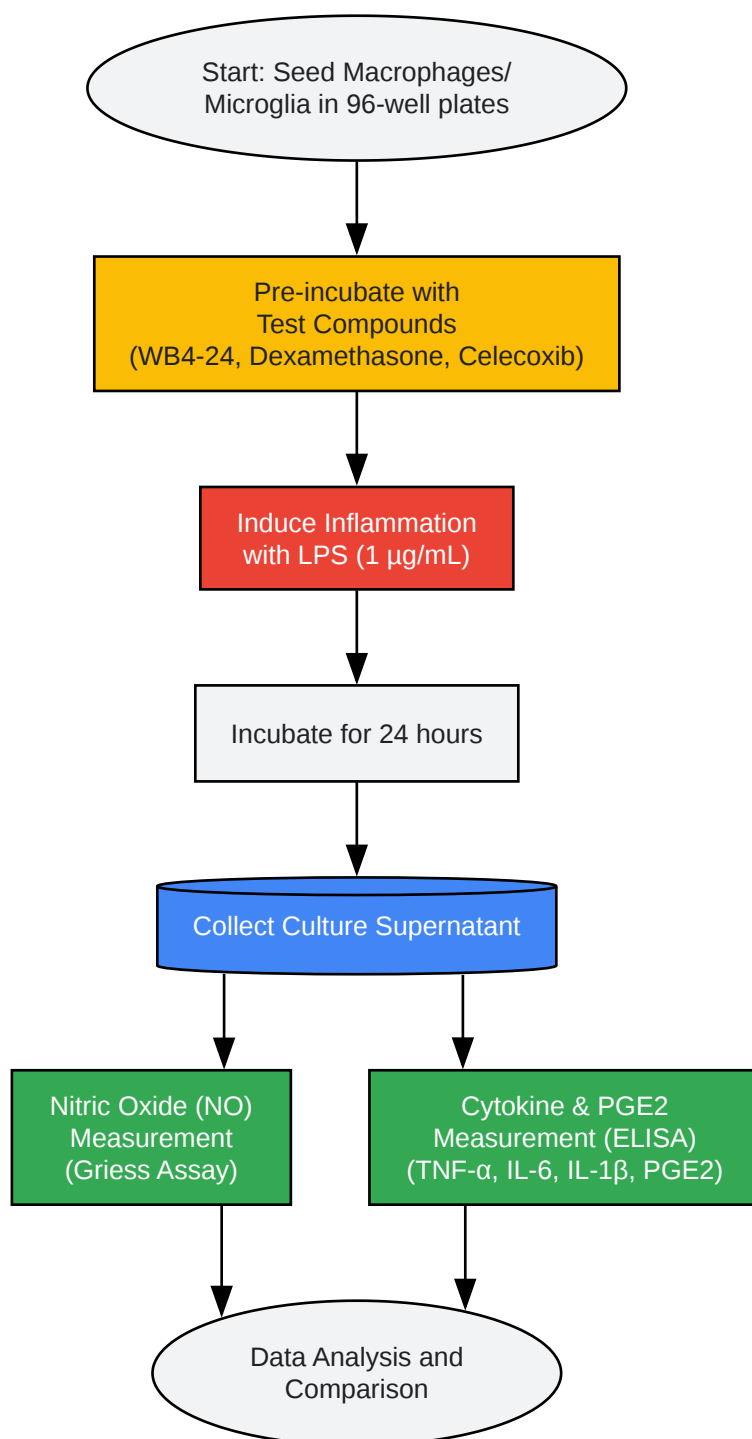 Start: Seed Macrophages/
Microglia in 96-well plates
Pre-incubate with
Test Compounds
(WB4-24, Dexamethasone, Celecoxib)
Induce Inflammation
with LPS (1 µg/mL)
Incubate for 24 hours
Collect Culture Supernatant
Nitric Oxide (NO)
Measurement
(Griess Assay)
Cytokine & PGE2
Measurement (ELISA)
(TNF-α, IL-6, IL-1β, PGE2)
Data Analysis and
Comparison